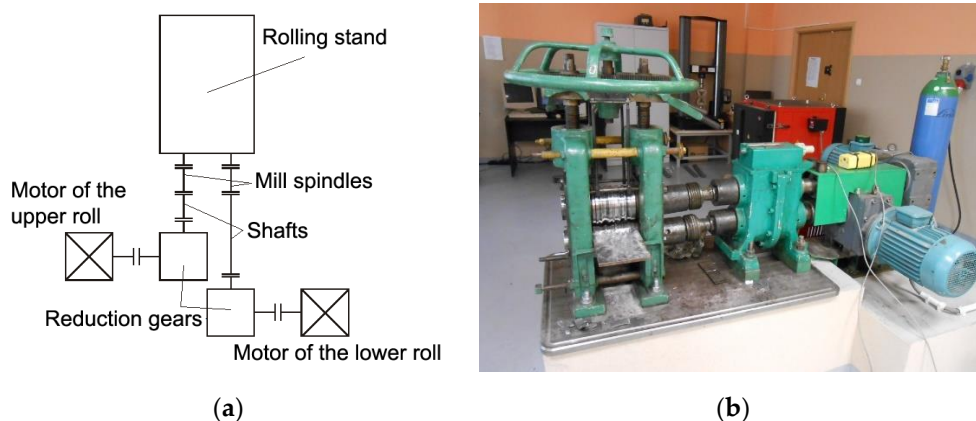 Rolling stand
Mill spindles
Motor of the
upper roll
Shafts
Reduction gears
Motor of the lower roll
(a)
(b)